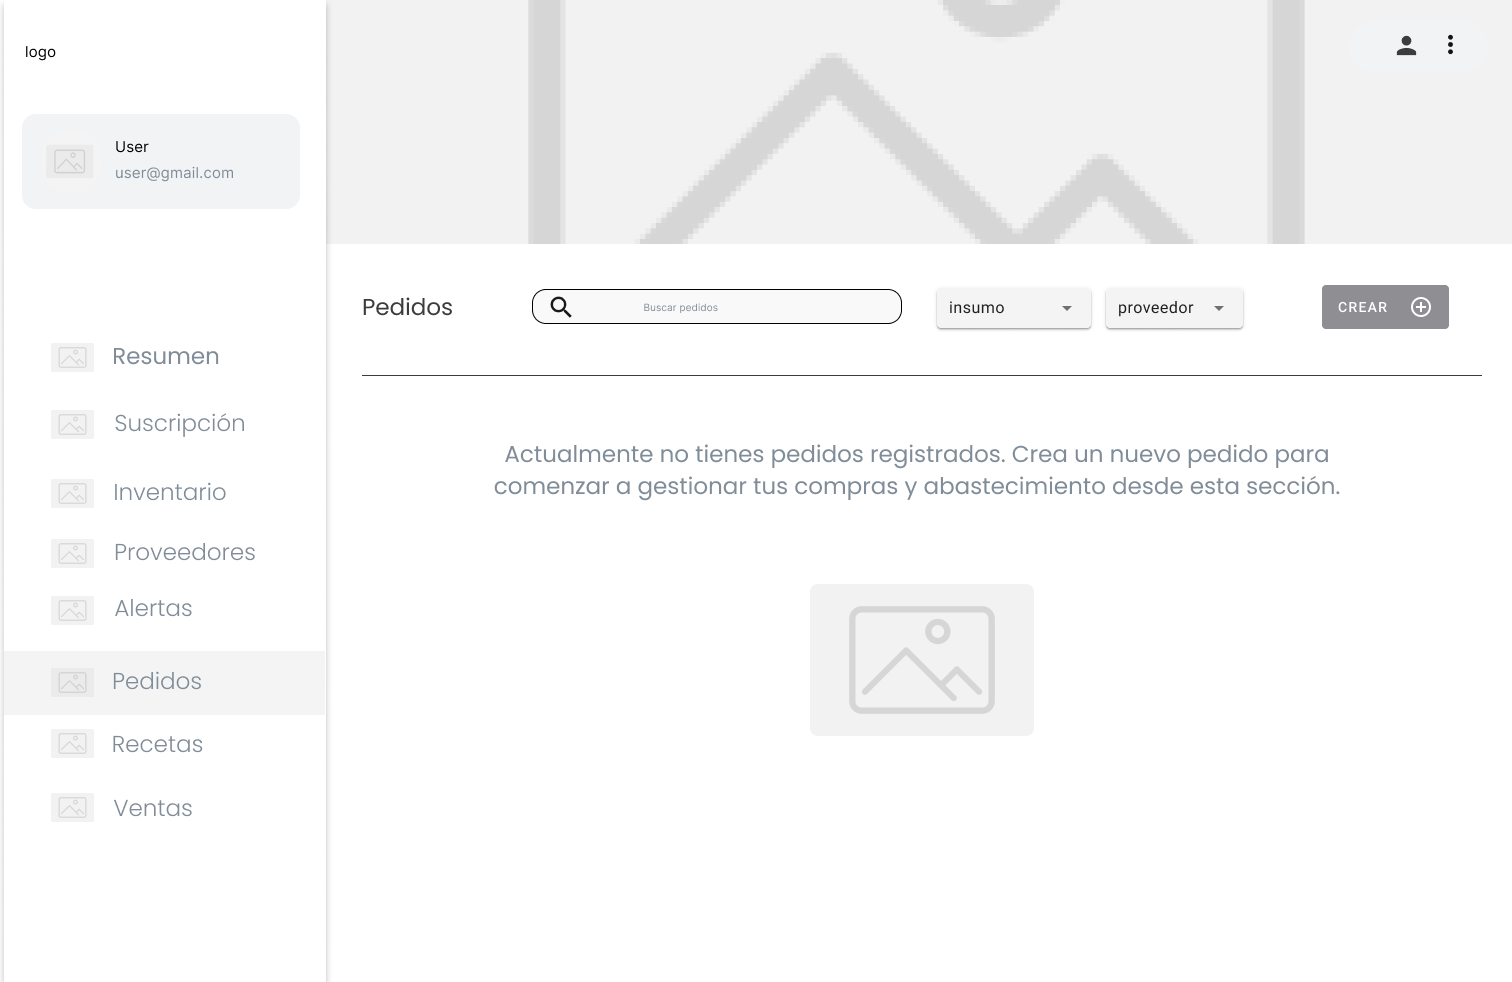 logo
User
user@gmail.com
Resumen
Suscripción
Inventario
Proveedores
Alertas
Pedidos
Recetas
Ventas
Pedidos
Buscar pedidos
insumo
proveedor
CREAR
Actualmente no tienes pedidos registrados. Crea un nuevo pedido para
comenzar a gestionar tus compras y abastecimiento desde esta sección.